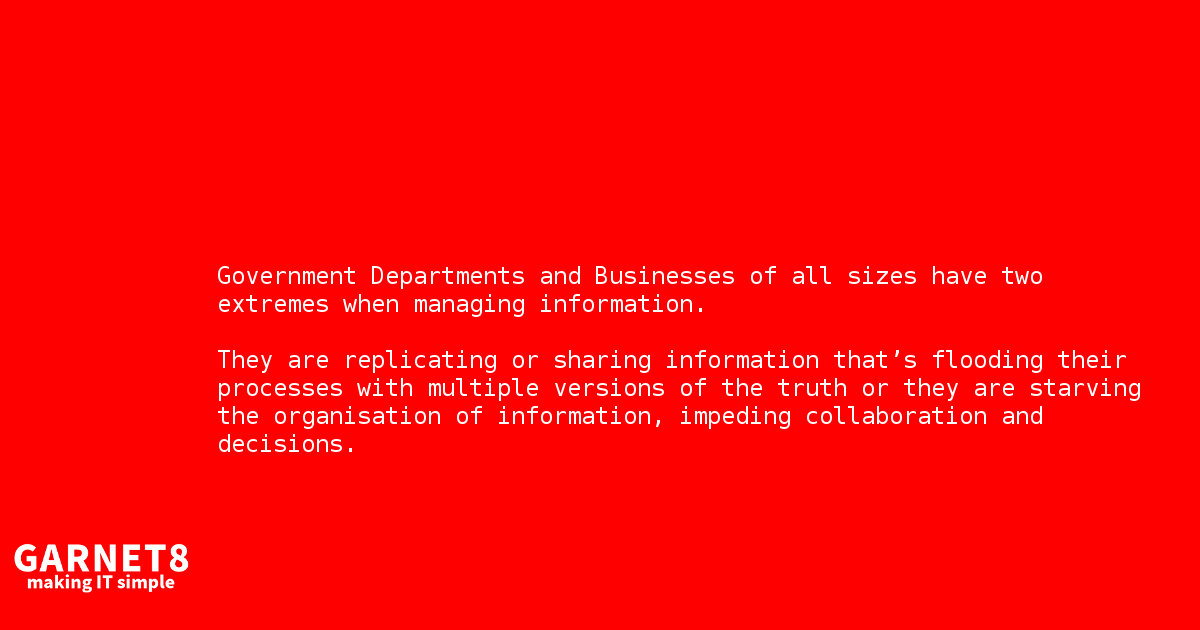 Government Departments and Businesses of all sizes have two
extremes when managing information.
They are replicating or sharing information that’s flooding their
processes with multiple versions of the truth or they are starving
the organisation of information, impeding collaboration and
decisions.
GARNET8
making IT simple